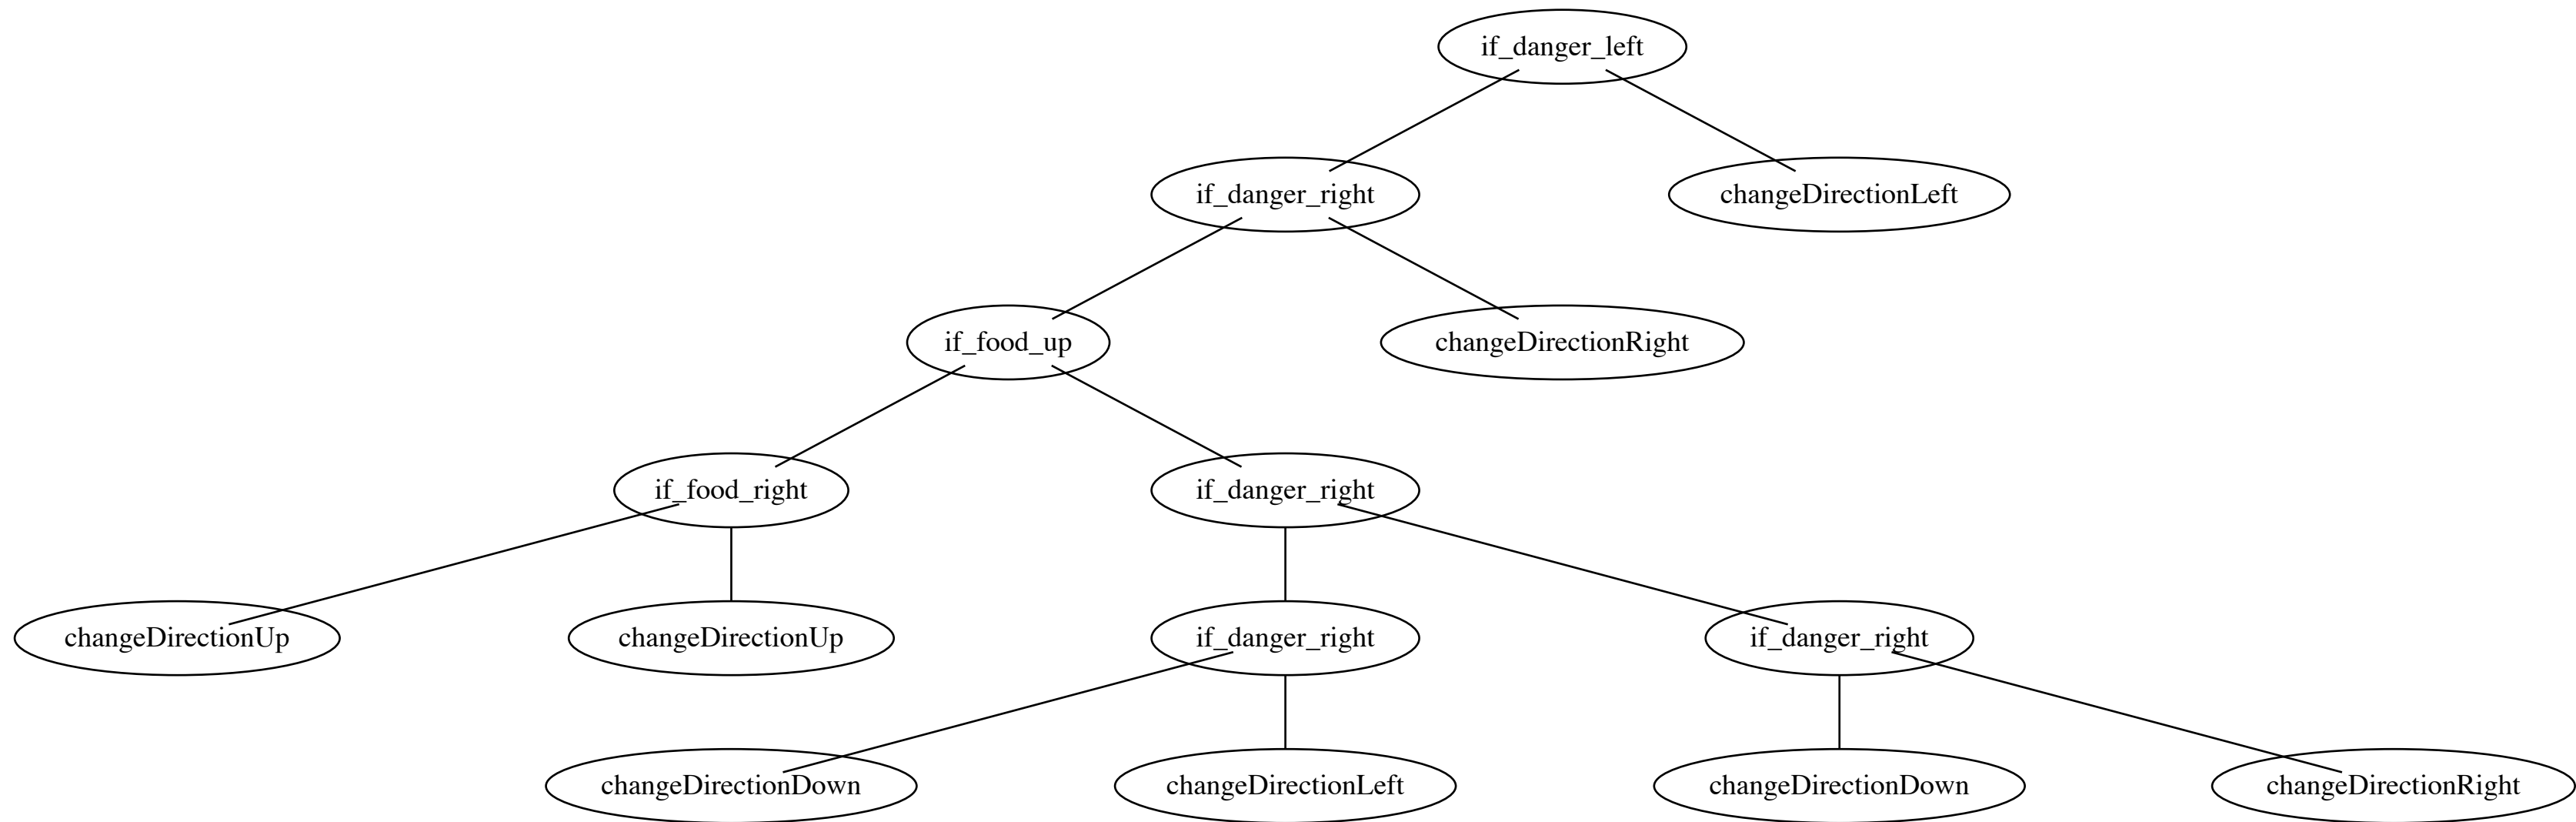 if_danger_left
if_danger_right
changeDirectionLeft
if_food_up
changeDirectionRight
if_food_right
if_danger_right
changeDirectionUp
changeDirectionUp
if_danger_right
if_danger_right
changeDirectionDown
changeDirectionLeft
changeDirectionDown
changeDirectionRight